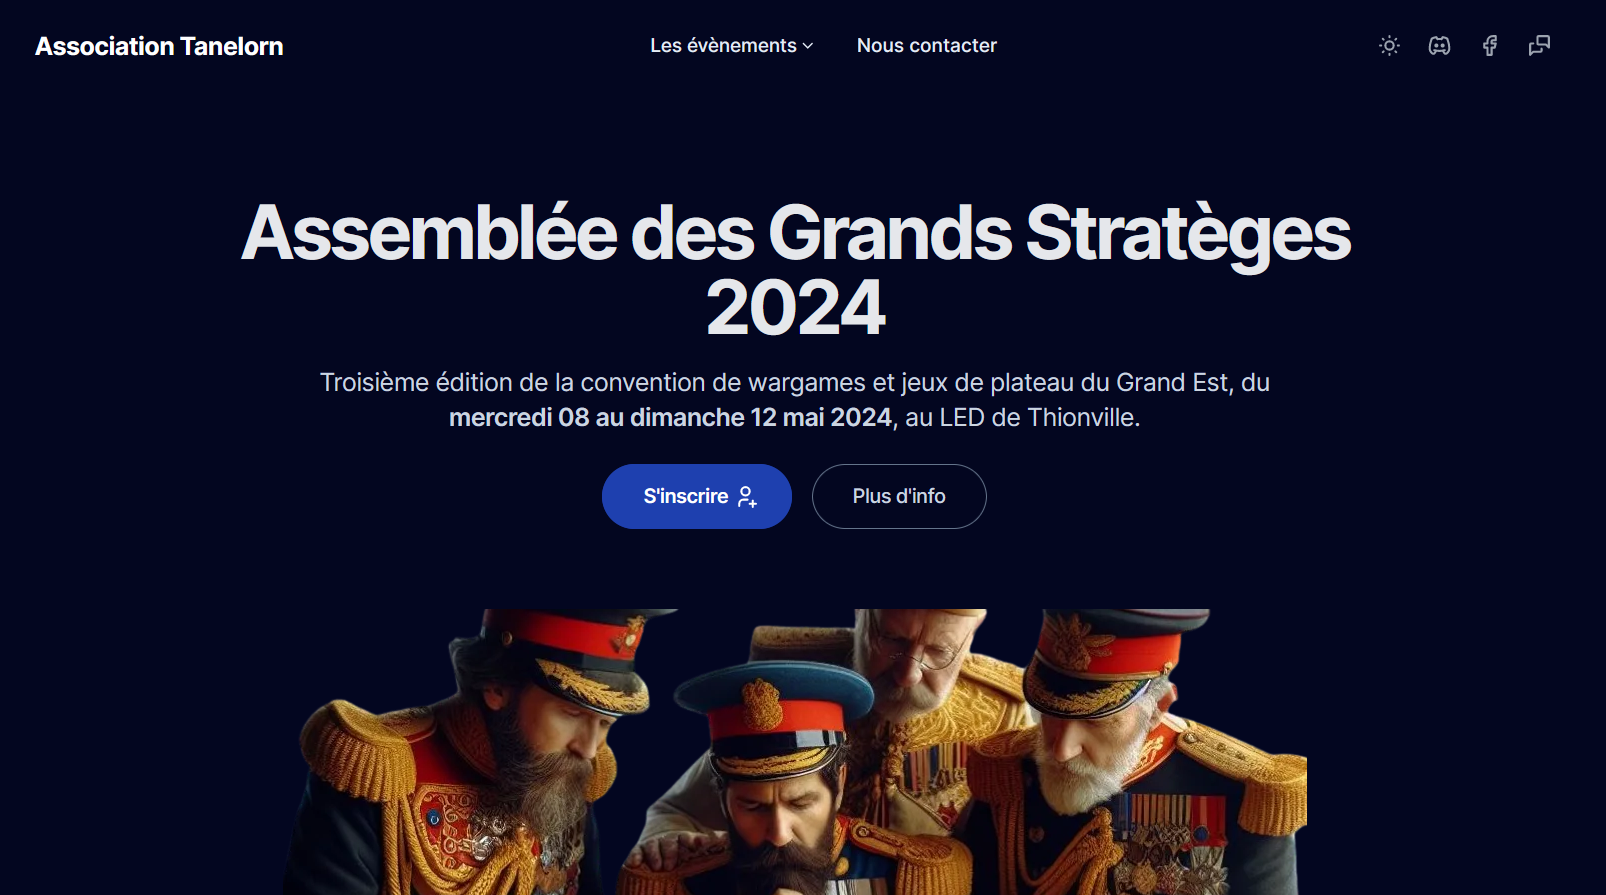 Association Tanelorn
Les évènements
Nous contacter
Assemblée des Grands Stratèges
2024
Troisième édition de la convention de wargames et jeux de plateau du Grand Est, du
mercredi 08 au dimanche 12 mai 2024, au LED de Thionville.
S'inscrire
Plus d'info